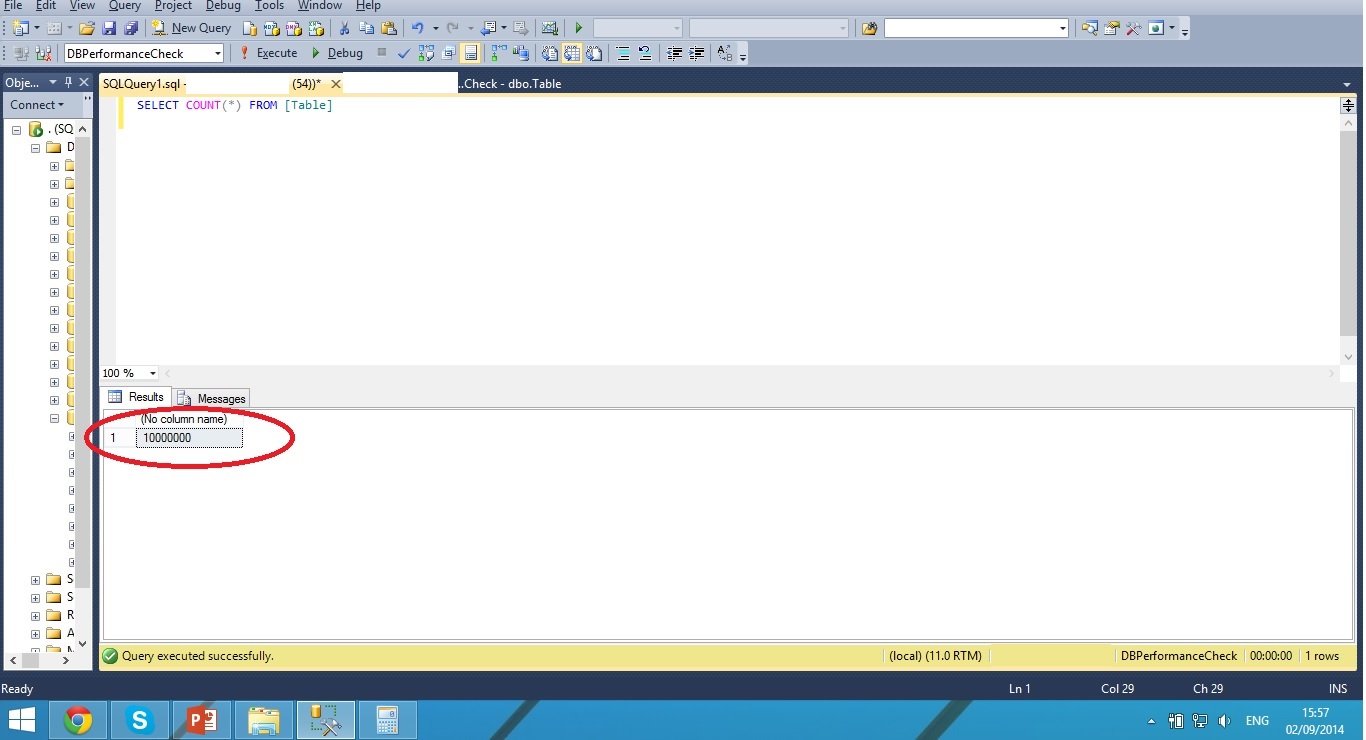 File Edit View Query Project Debug Tools Window Help
New Query
DBPerformanceCheck Execute Debug
Obje... SQLQuery1.sql - (54))* ..Check - dbo.Table
Connect
SELECT COUNT(*) FROM [Table]
. (SQ
D
S
S
R
A
100 %
Results Messages
(No column name)
1 10000000
Query executed successfully. (local) (11.0 RTM) DBPerformanceCheck 00:00:00 1 rows
Ready Ln 1 Col 29 Ch 29 INS
ENG 15:57
02/09/2014